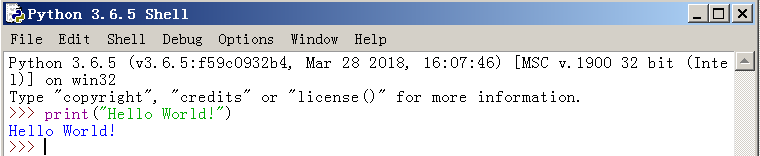 Python 3.6.5 Shell
File Edit Shell Debug Options Window Help
Python 3.6.5 (v3.6.5:f59c0932b4, Mar 28 2018, 16:07:46) [MSC v.1900 32 bit (Inte
l)] on win32
Type "copyright", "credits" or "license()" for more information.
>>> print("Hello World!")
Hello World!
>>>